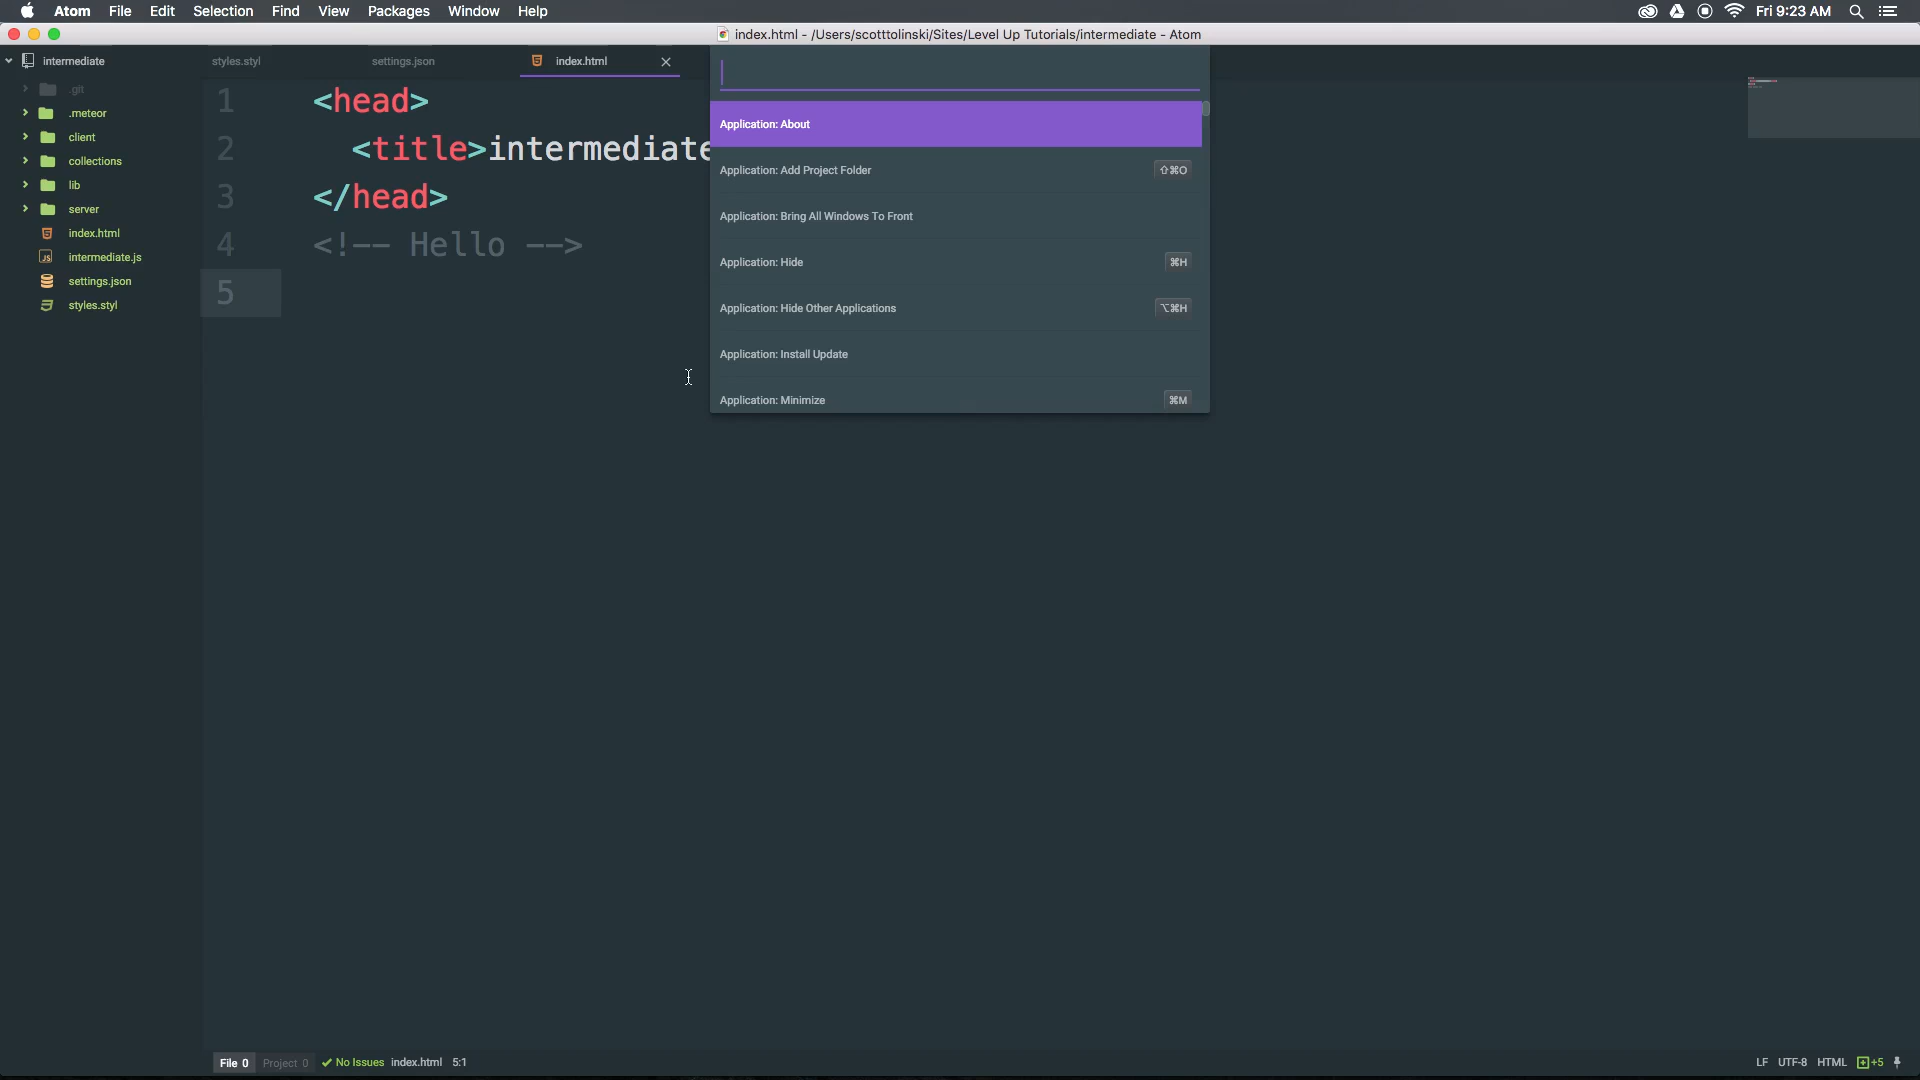 Atom File Edit Selection Find View Packages Window Help
Fri 9:23 AM
index.html - /Users/scotttolinski/Sites/Level Up Tutorials/intermediate - Atom
intermediate
.git
.meteor
client
collections
lib
server
index.html
intermediate.js
settings.json
styles.styl
styles.styl settings.json index.html
1 <head>
2 <title>intermediate
3 </head>
4 <!-- Hello -->
5
Application: About
Application: Add Project Folder ⇧⌘O
Application: Bring All Windows To Front
Application: Hide ⌘H
Application: Hide Other Applications ⌥⌘H
Application: Install Update
Application: Minimize ⌘M
File 0 Project 0 No Issues index.html 5:1
LF UTF-8 HTML +5